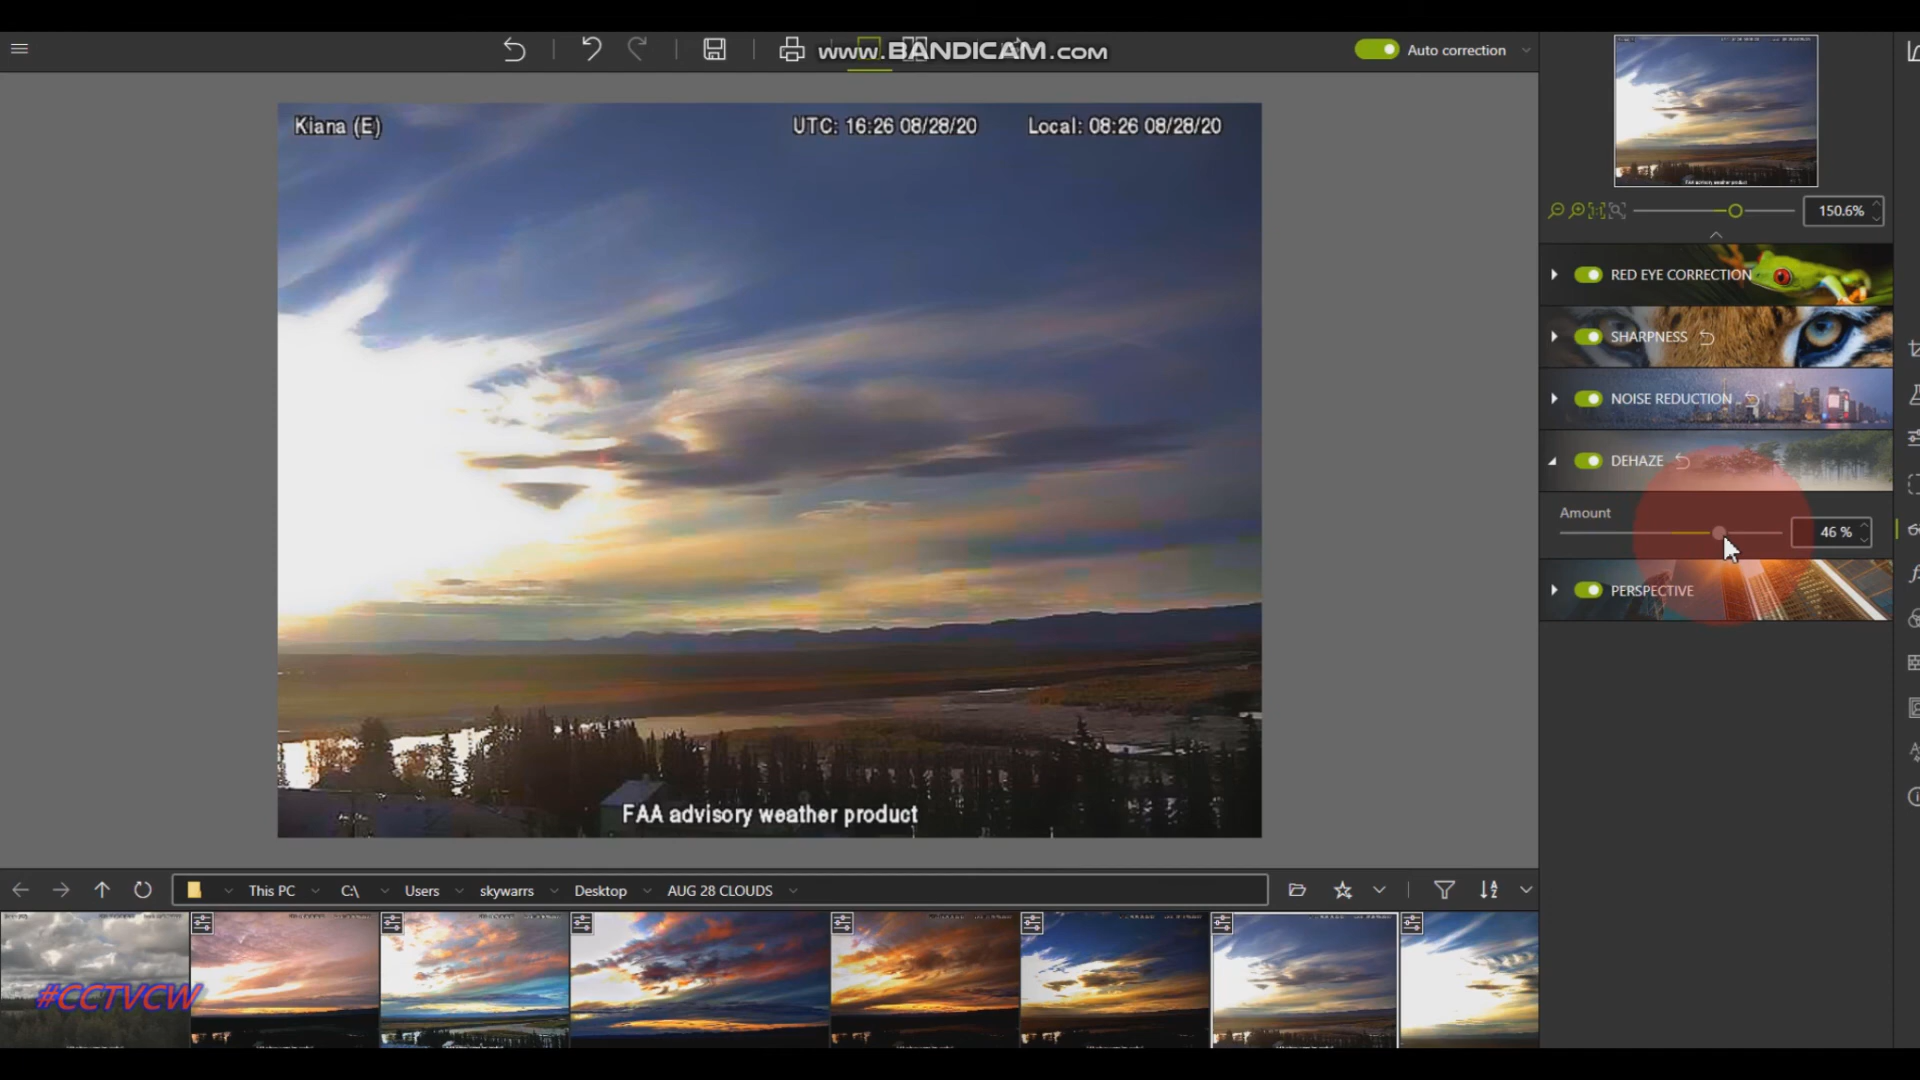 www.BANDICAM.com
Auto correction
Kiana (E)
UTC: 16:26 08/28/20
Local: 08:26 08/28/20
FAA advisory weather product
150.6%
RED EYE CORRECTION
SHARPNESS
NOISE REDUCTION
DEHAZE
Amount
46 %
PERSPECTIVE
This PC
C:\
Users
skywarrs
Desktop
AUG 28 CLOUDS
#CCTVCW